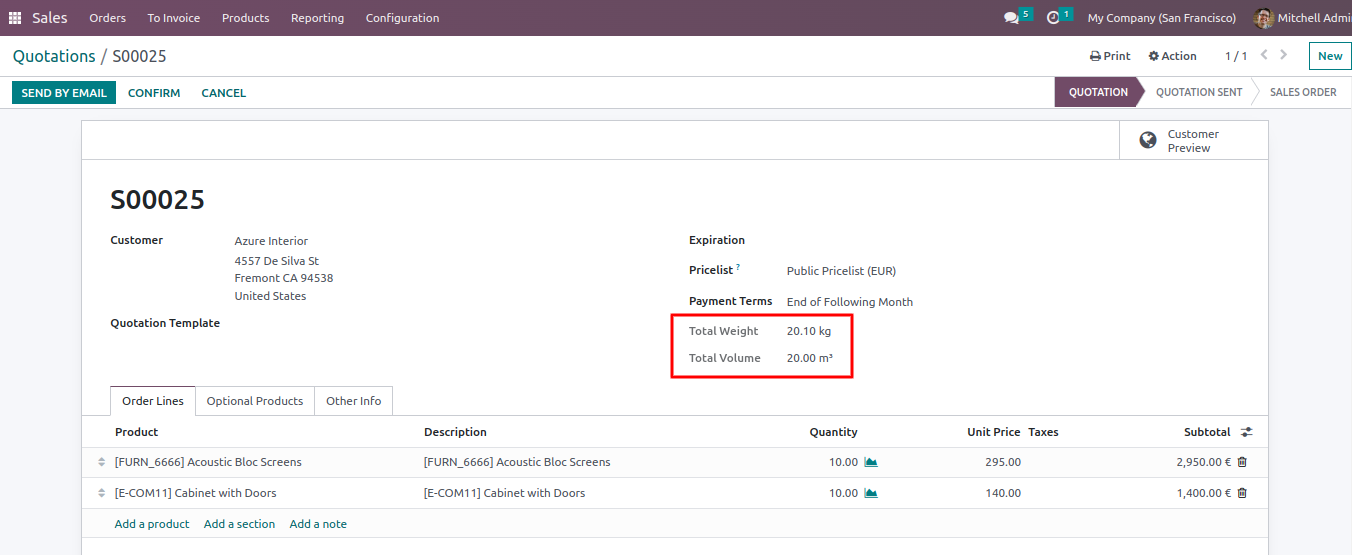 Sales Orders To Invoice Products Reporting Configuration 5 1 My Company (San Francisco) Mitchell Admi
Quotations / S00025 Print Action 1 / 1 New
SEND BY EMAIL CONFIRM CANCEL QUOTATION QUOTATION SENT SALES ORDER
Customer
Preview
S00025
Customer Azure Interior
4557 De Silva St
Fremont CA 94538
United States
Quotation Template
Expiration
Pricelist ? Public Pricelist (EUR)
Payment Terms End of Following Month
Total Weight 20.10 kg
Total Volume 20.00 m³
Order Lines Optional Products Other Info
Product Description Quantity Unit Price Taxes Subtotal
[FURN_6666] Acoustic Bloc Screens [FURN_6666] Acoustic Bloc Screens 10.00 295.00 2,950.00 €
[E-COM11] Cabinet with Doors [E-COM11] Cabinet with Doors 10.00 140.00 1,400.00 €
Add a product Add a section Add a note